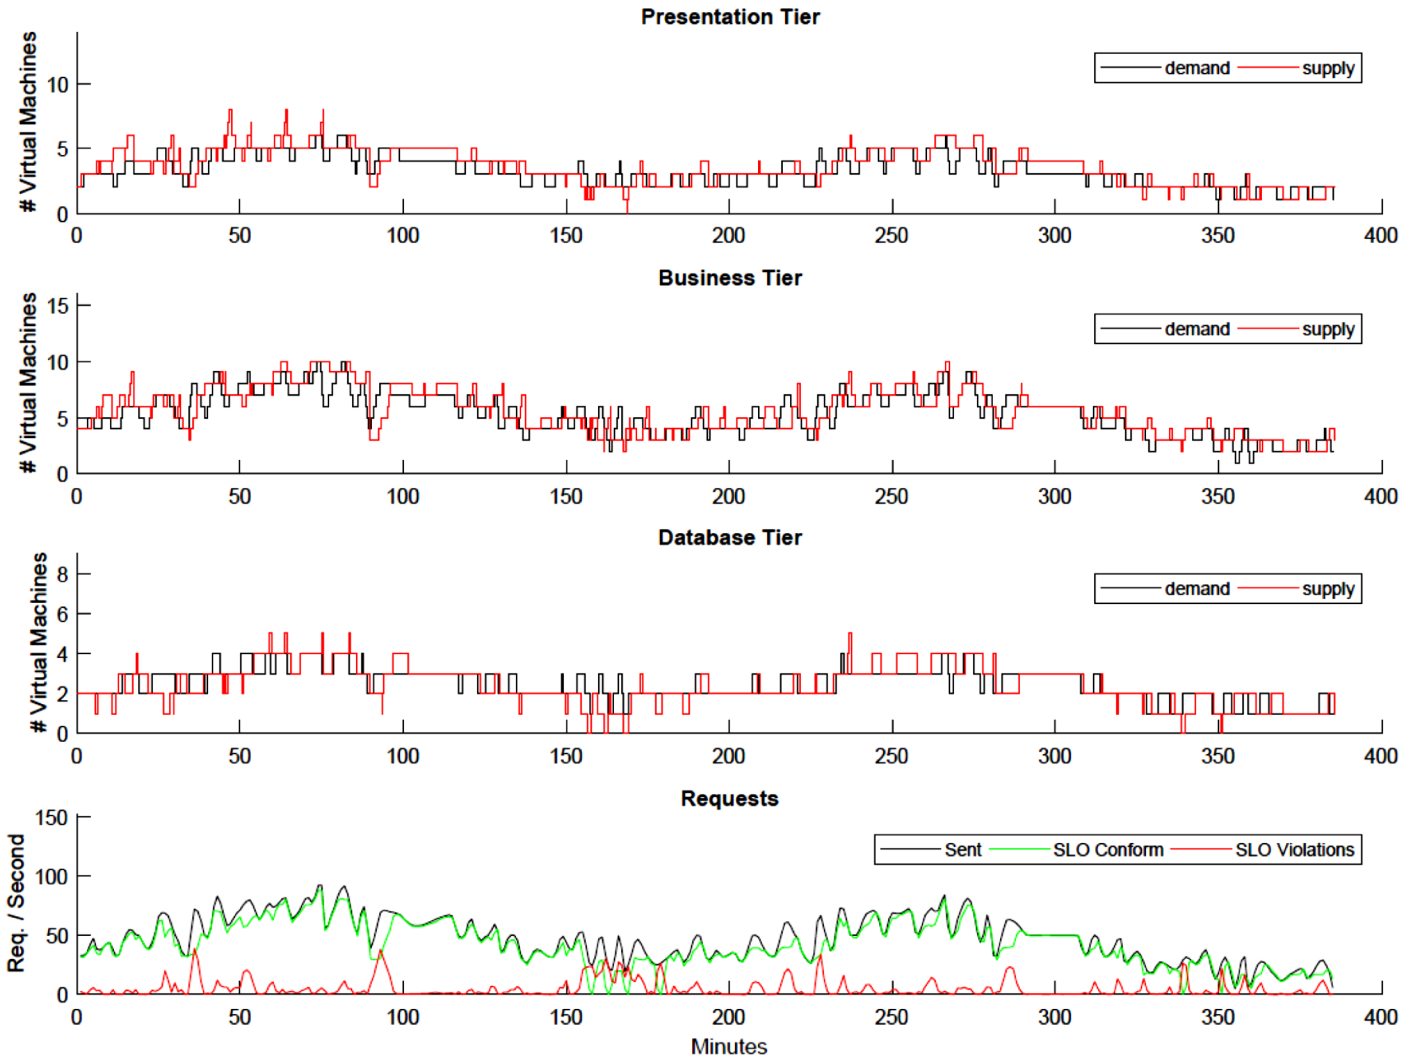 Presentation Tier
# Virtual Machines
10
5
0
demand supply
0 50 100 150 200 250 300 350 400
Business Tier
# Virtual Machines
15
10
5
0
demand supply
0 50 100 150 200 250 300 350 400
Database Tier
# Virtual Machines
8
6
4
2
0
demand supply
0 50 100 150 200 250 300 350 400
Requests
Req. / Second
150
100
50
0
Sent SLO Conform SLO Violations
0 50 100 150 200 250 300 350 400
Minutes